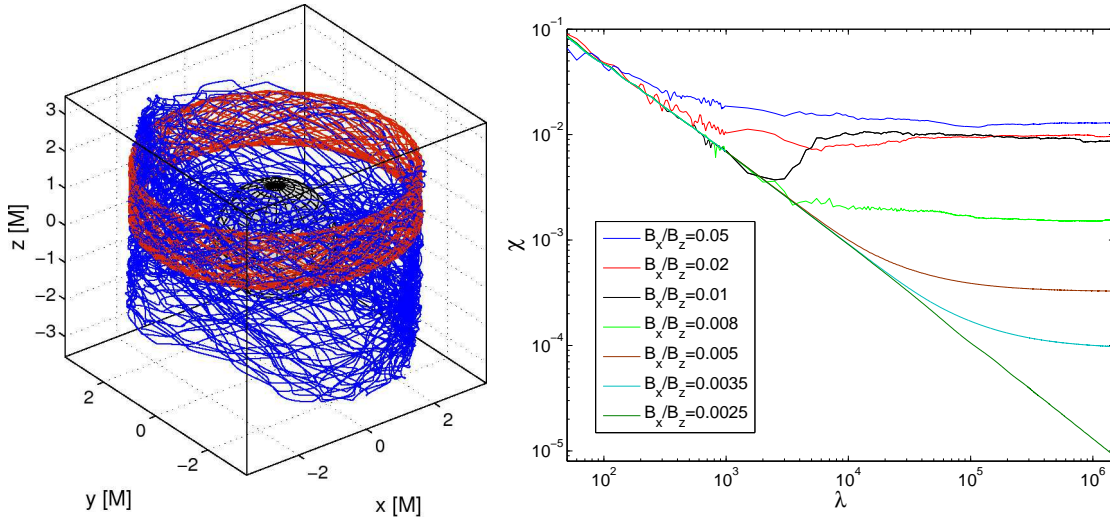 3
2
1
0
−1
−2
−3
z [M]
2
0
−2
y [M]
−2
0
2
x [M]
10^-1
10^-2
10^-3
10^-4
10^-5
χ
B_x/B_z=0.05
B_x/B_z=0.02
B_x/B_z=0.01
B_x/B_z=0.008
B_x/B_z=0.005
B_x/B_z=0.0035
B_x/B_z=0.0025
10^2
10^3
10^4
10^5
10^6
λ